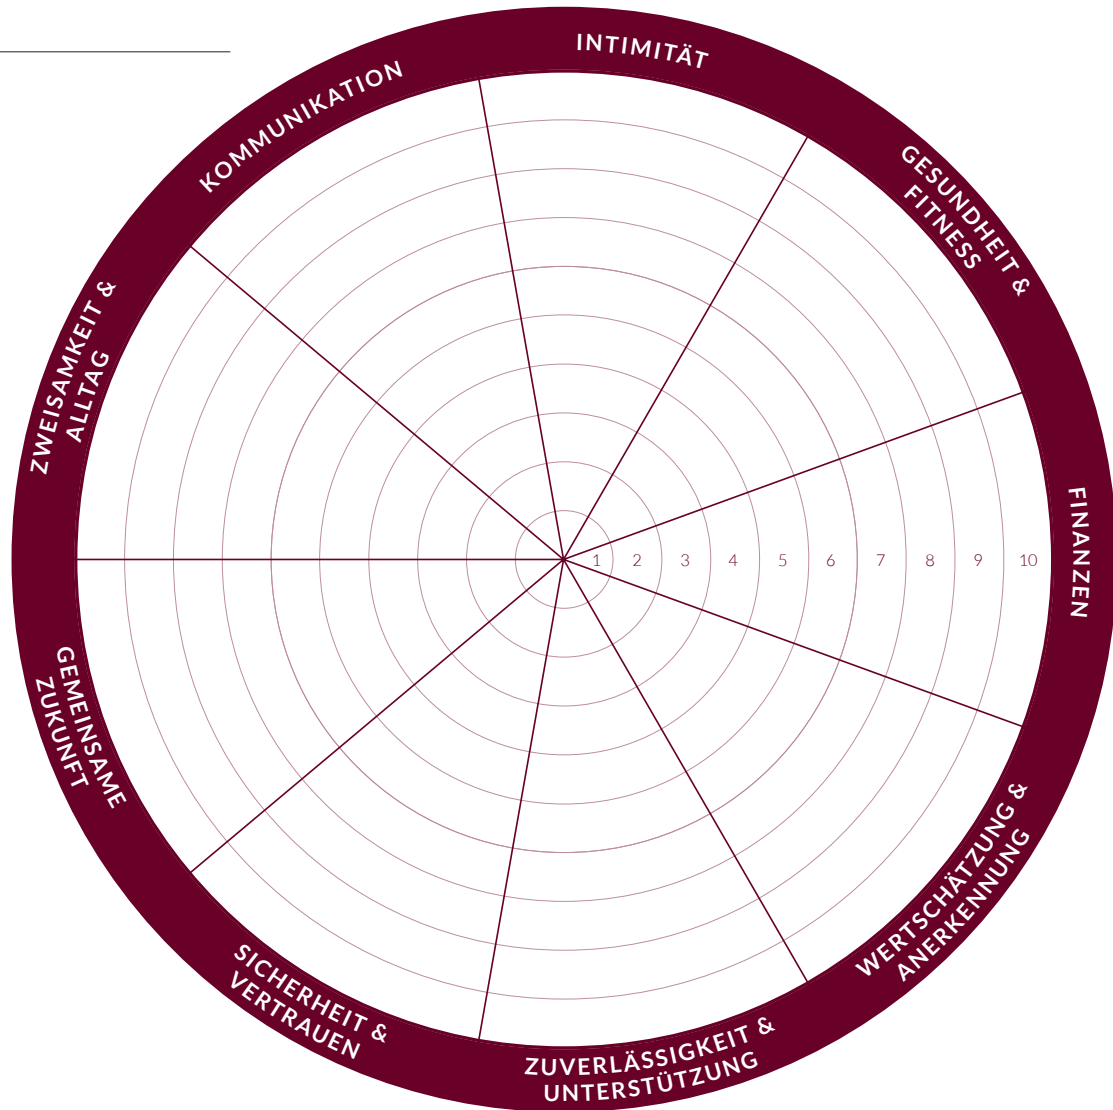 INTIMITÄT
GESUNDHEIT &
FITNESS
FINANZEN
WERTSCHÄTZUNG &
ANERKENNUNG
ZUVERLÄSSIGKEIT &
UNTERSTÜTZUNG
SICHERHEIT &
VERTRAUEN
GEMEINSAME
ZUKUNFT
ZWEISAMKEIT &
ALLTAG
KOMMUNIKATION
1 2 3 4 5 6 7 8 9 10